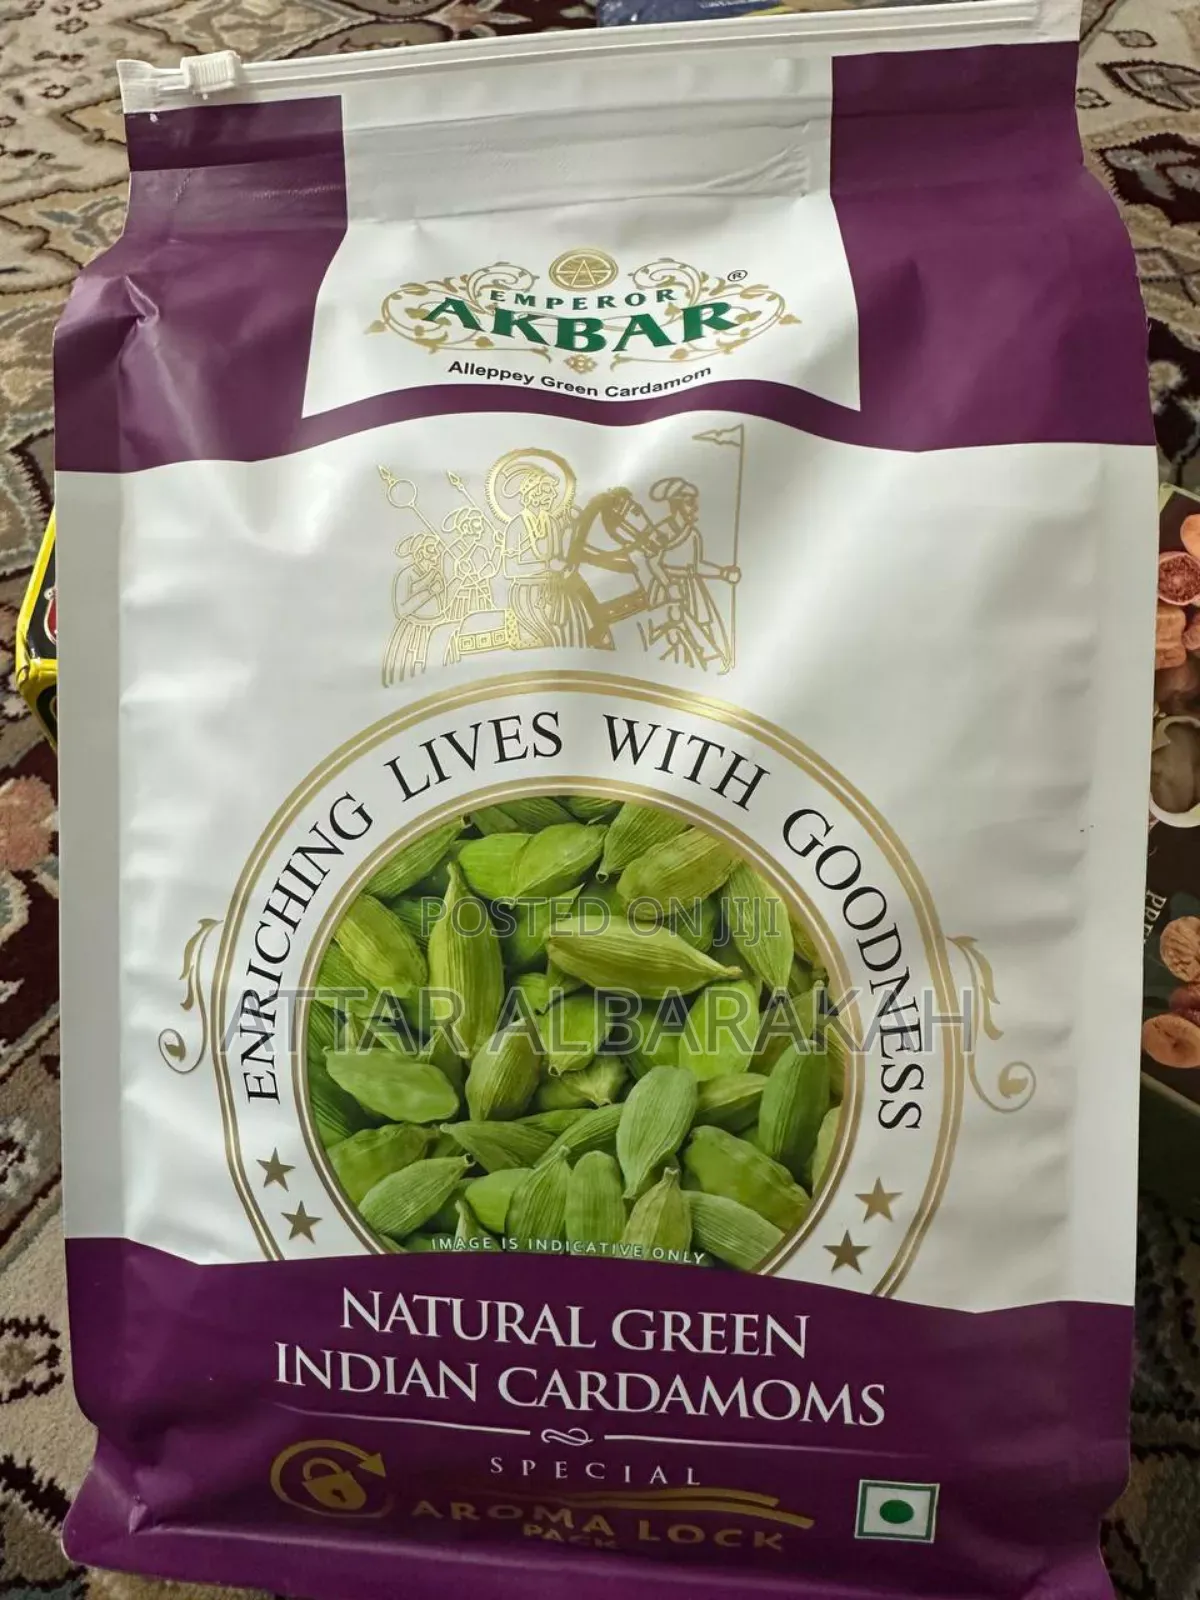 EMPEROR
AKBAR®
Alleppey Green Cardamom
ENRICHING LIVES WITH GOODNESS
POSTED ON JIJI
ATTAR ALBARAKAH
IMAGE IS INDICATIVE ONLY
NATURAL GREEN
INDIAN CARDAMOMS
SPECIAL
AROMA LOCK
PACK